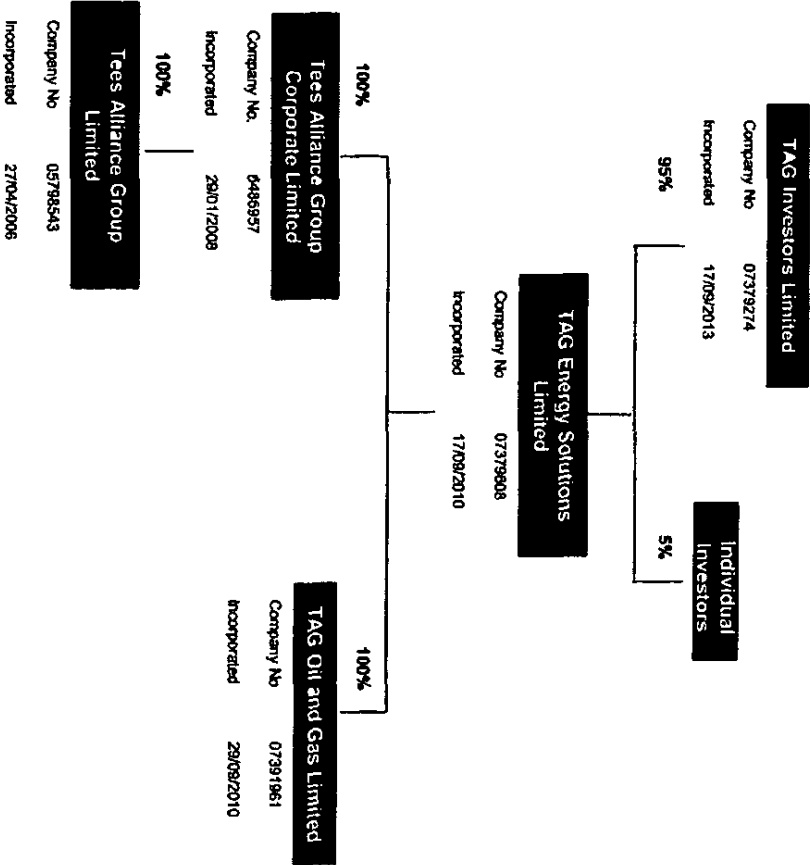 TAG Investors Limited
Company No 07379274
Incorporated 17/09/2013
95%
Individual
Investors
5%
TAG Energy Solutions
Limited
Company No 07379608
Incorporated 17/09/2010
100%
Tees Alliance Group
Corporate Limited
Company No. 6486957
Incorporated 29/01/2008
100%
Tees Alliance Group
Limited
Company No 05798543
Incorporated 27/04/2006
100%
TAG Oil and Gas Limited
Company No 07391961
Incorporated 29/09/2010